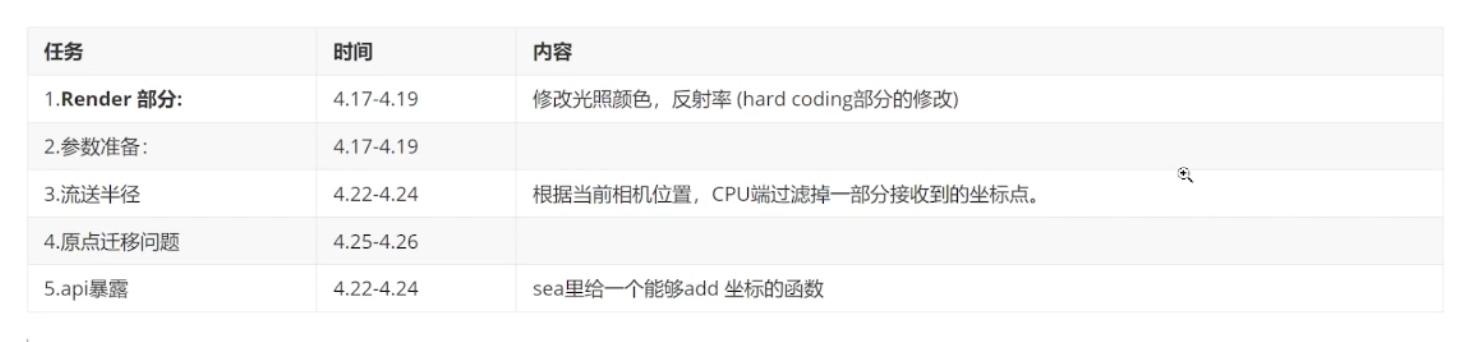 任务 时间 内容
1.Render 部分: 4.17-4.19 修改光照颜色，反射率 (hard coding部分的修改)
2.参数准备： 4.17-4.19
3.流送半径 4.22-4.24 根据当前相机位置，CPU端过滤掉一部分接收到的坐标点。
4.原点迁移问题 4.25-4.26
5.api暴露 4.22-4.24 sea里给一个能够add 坐标的函数